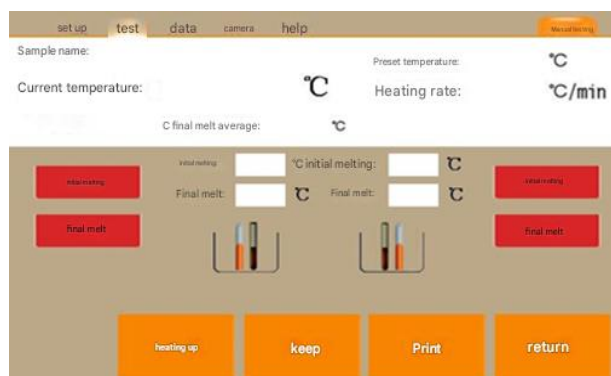 set up test data camera help Manual testing
Sample name:
Preset temperature: °C
Current temperature: °C Heating rate: °C/min
C final melt average: °C
initial melting °C initial melting: °C
initial melting initial melting
Final melt: °C Final melt: °C
final melt final melt
heating up keep Print return